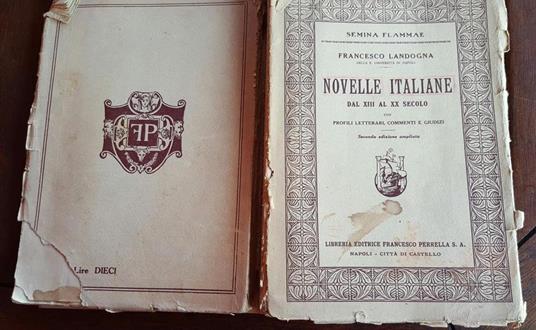 FP
Lire DIECI
SEMINA FLAMMAE
FRANCESCO LANDOGNA
DELLA R. UNIVERSITÀ DI NAPOLI
NOVELLE ITALIANE
DAL XIII AL XX SECOLO
CON
PROFILI LETTERARI, COMMENTI E GIUDIZI
Seconda edizione ampliata
LIBRERIA EDITRICE FRANCESCO PERRELLA S. A.
NAPOLI - CITTÀ DI CASTELLO